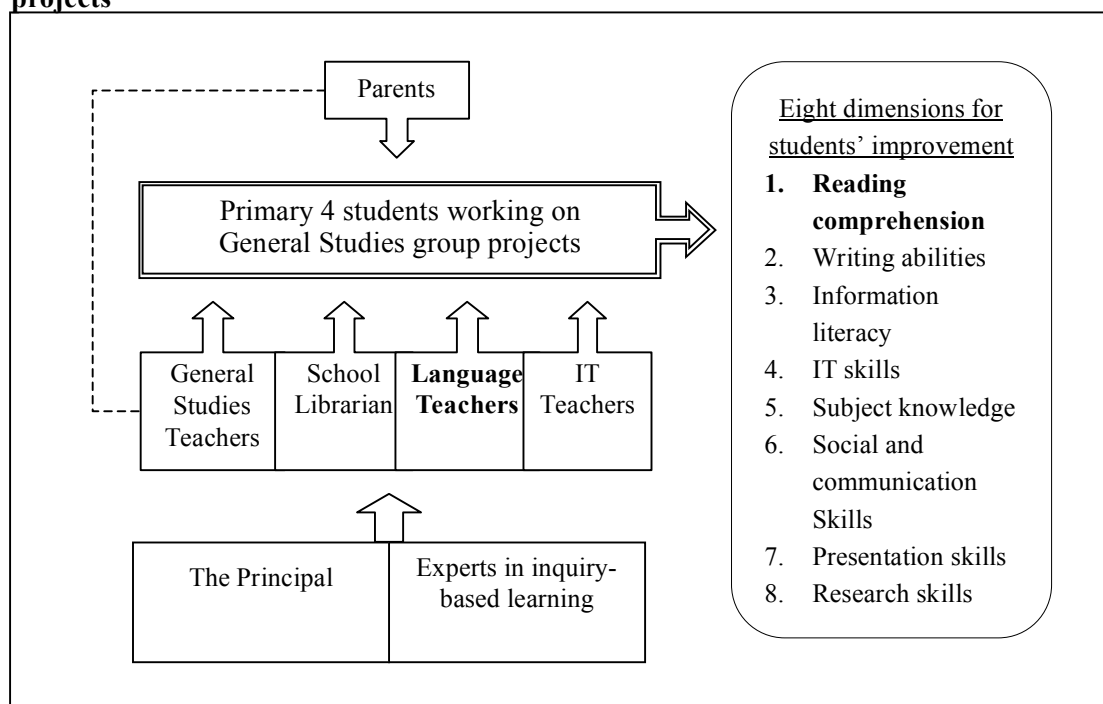 projects
Parents
Primary 4 students working on
General Studies group projects
General
Studies
Teachers
School
Librarian
Language
Teachers
IT
Teachers
The Principal
Experts in inquiry-
based learning
Eight dimensions for
students’ improvement
1. Reading
comprehension
2. Writing abilities
3. Information
literacy
4. IT skills
5. Subject knowledge
6. Social and
communication
Skills
7. Presentation skills
8. Research skills